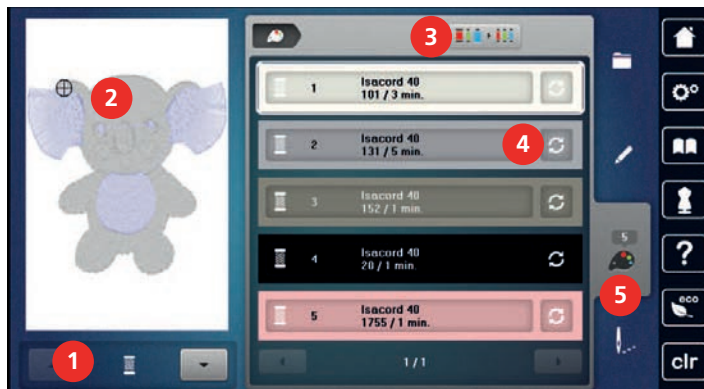 3
2
1
Isacord 40
101 / 3 min.
2
Isacord 40
131 / 5 min.
4
3
Isacord 40
152 / 1 min.
4
Isacord 40
20 / 1 min.
5
Isacord 40
1755 / 1 min.
1
1/1
5
5
?
eco
clr